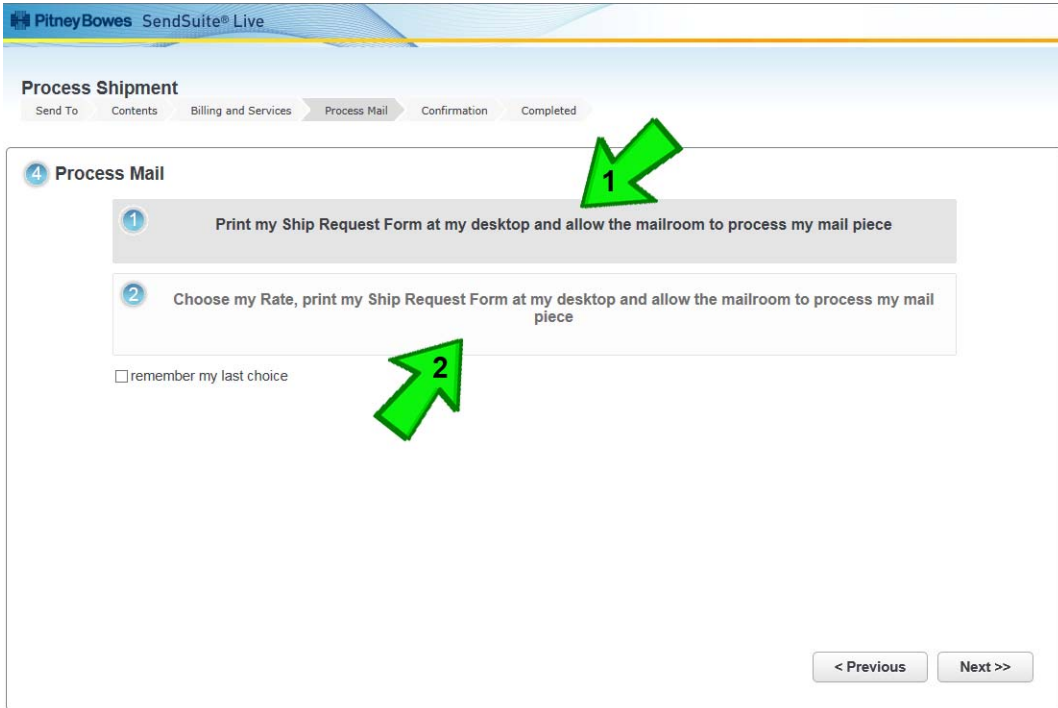 PitneyBowes SendSuite® Live
Process Shipment
Send To Contents Billing and Services Process Mail Confirmation Completed
4 Process Mail
1
1 Print my Ship Request Form at my desktop and allow the mailroom to process my mail piece
2 Choose my Rate, print my Ship Request Form at my desktop and allow the mailroom to process my mail
piece
2
remember my last choice
< Previous Next >>